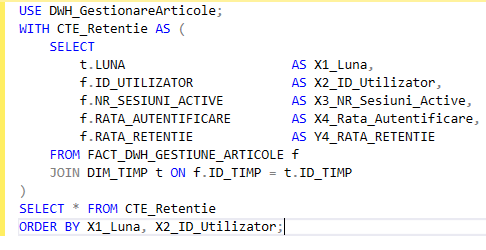 USE DWH_GestionareArticole;
WITH CTE_Retentie AS (
    SELECT
        t.LUNA                      AS X1_Luna,
        f.ID_UTILIZATOR             AS X2_ID_Utilizator,
        f.NR_SESIUNI_ACTIVE         AS X3_NR_Sesiuni_Active,
        f.RATA_AUTENTIFICARE        AS X4_Rata_Autentificare,
        f.RATA_RETENTIE             AS Y4_RATA_RETENTIE
    FROM FACT_DWH_GESTIUNE_ARTICOLE f
    JOIN DIM_TIMP t ON f.ID_TIMP = t.ID_TIMP
)
SELECT * FROM CTE_Retentie
ORDER BY X1_Luna, X2_ID_Utilizator;